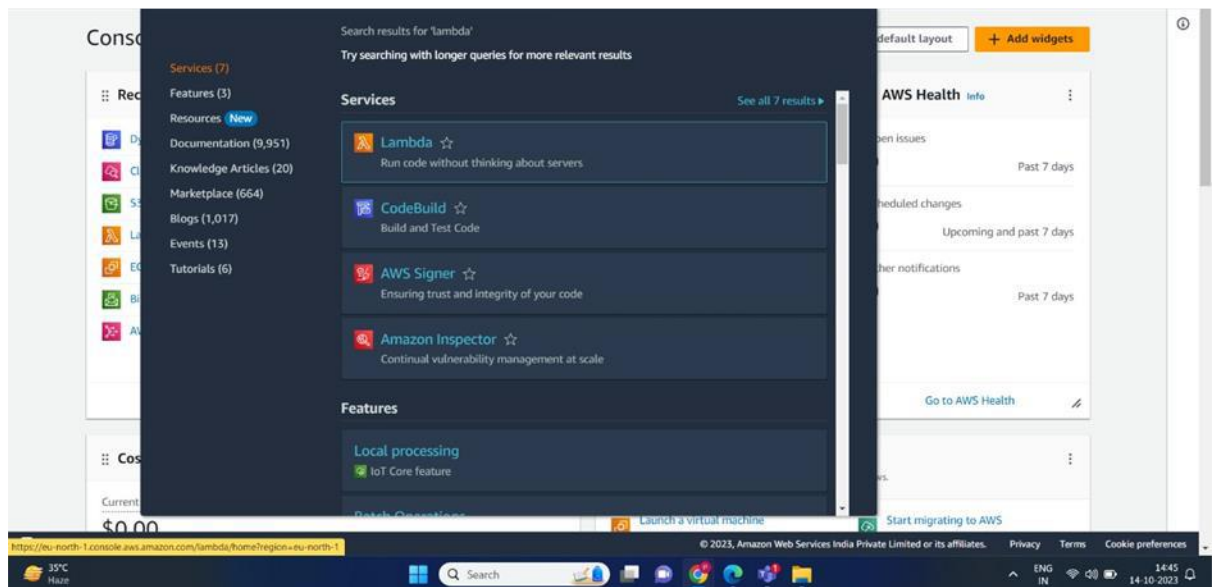 Search results for 'lambda'
Try searching with longer queries for more relevant results
Services (7)
Features (3)
Resources New
Documentation (9,951)
Knowledge Articles (20)
Marketplace (664)
Blogs (1,017)
Events (13)
Tutorials (6)
Services
See all 7 results
Lambda
Run code without thinking about servers
CodeBuild
Build and Test Code
AWS Signer
Ensuring trust and integrity of your code
Amazon Inspector
Continual vulnerability management at scale
Features
Local processing
IoT Core feature
Batch Operations
default layout
+ Add widgets
AWS Health Info
issues
Past 7 days
changes
Upcoming and past 7 days
notifications
Past 7 days
Go to AWS Health
Current
$0.00
Launch a virtual machine
Start migrating to AWS
https://eu-north-1.console.aws.amazon.com/lambda/home?region=eu-north-1
© 2023, Amazon Web Services India Private Limited or its affiliates.
Privacy
Terms
Cookie preferences
35°C
Haze
Search
ENG
IN
14:45
14-10-2023